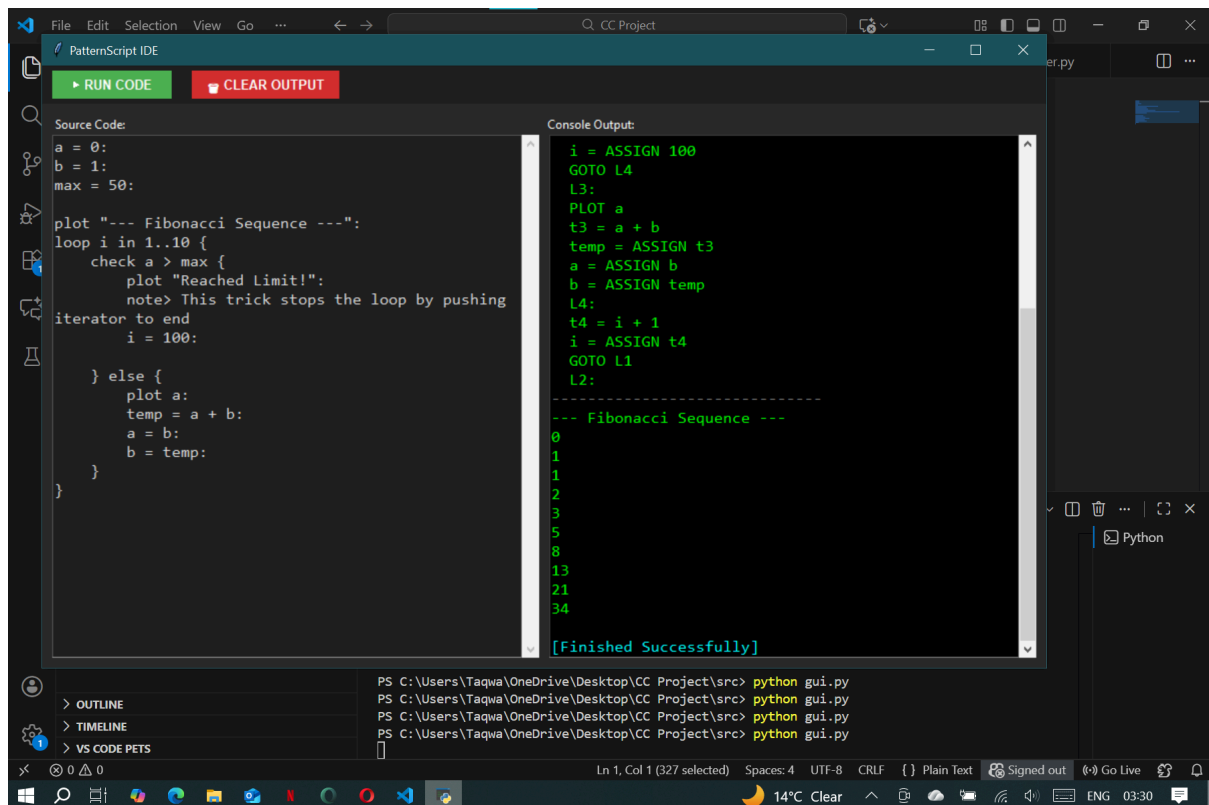 File Edit Selection View Go ··· ← → CC Project
PatternScript IDE
er.py
RUN CODE
CLEAR OUTPUT
Source Code:
a = 0:
b = 1:
max = 50:
plot "--- Fibonacci Sequence ---":
loop i in 1..10 {
check a > max {
plot "Reached Limit!":
note> This trick stops the loop by pushing
iterator to end
i = 100:
} else {
plot a:
temp = a + b:
a = b:
b = temp:
}
}
Console Output:
i = ASSIGN 100
GOTO L4
L3:
PLOT a
t3 = a + b
temp = ASSIGN t3
a = ASSIGN b
b = ASSIGN temp
L4:
t4 = i + 1
i = ASSIGN t4
GOTO L1
L2:
------------------------------
--- Fibonacci Sequence ---
0
1
1
2
3
5
8
13
21
34
[Finished Successfully]
Python
PS C:\Users\Taqwa\OneDrive\Desktop\CC Project\src> python gui.py
PS C:\Users\Taqwa\OneDrive\Desktop\CC Project\src> python gui.py
PS C:\Users\Taqwa\OneDrive\Desktop\CC Project\src> python gui.py
PS C:\Users\Taqwa\OneDrive\Desktop\CC Project\src> python gui.py
OUTLINE
TIMELINE
VS CODE PETS
1
1
0 0 Ln 1, Col 1 (327 selected) Spaces: 4 UTF-8 CRLF {} Plain Text Signed out Go Live
14°C Clear ENG 03:30